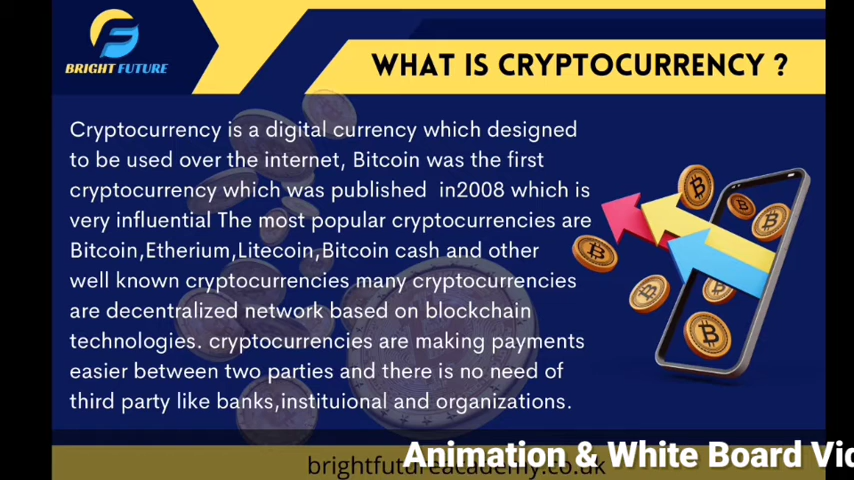 BRIGHT FUTURE
WHAT IS CRYPTOCURRENCY ?
Cryptocurrency is a digital currency which designed
to be used over the internet, Bitcoin was the first
cryptocurrency which was published in2008 which is
very influential The most popular cryptocurrencies are
Bitcoin,Etherium,Litecoin,Bitcoin cash and other
well known cryptocurrencies many cryptocurrencies
are decentralized network based on blockchain
technologies. cryptocurrencies are making payments
easier between two parties and there is no need of
third party like banks,instituional and organizations.
Animation & White Board Vid
brightfutureacademy.co.uk